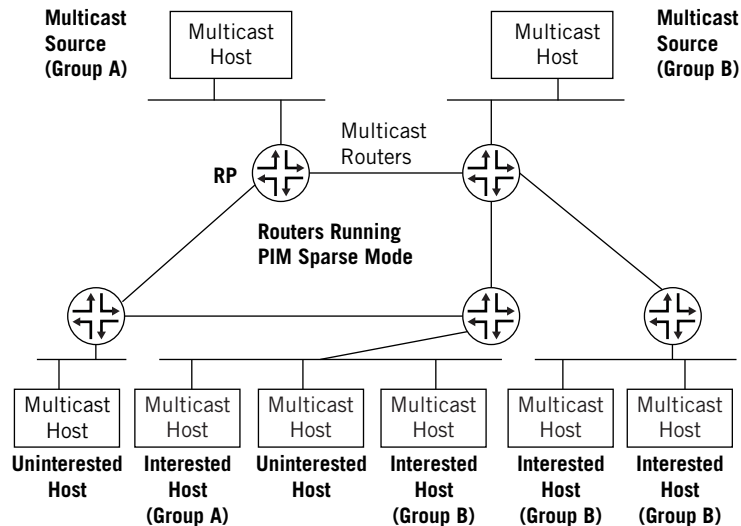 Multicast
Source
(Group A)
Multicast
Host
Multicast
Host
Multicast
Source
(Group B)
Multicast
Routers
RP
Routers Running
PIM Sparse Mode
Multicast
Host
Multicast
Host
Multicast
Host
Multicast
Host
Multicast
Host
Multicast
Host
Uninterested
Host
Interested
Host
(Group A)
Uninterested
Host
Interested
Host
(Group B)
Interested
Host
(Group B)
Interested
Host
(Group B)